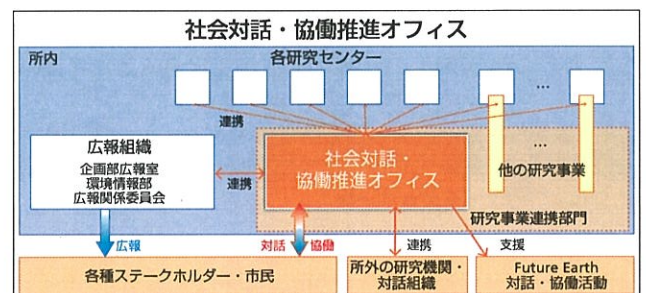 社会対話・協働推進オフィス
所内
各研究センター
…
連携
広報組織
企画部広報室
環境情報部
広報関係委員会
連携
社会対話・
協働推進オフィス
…
他の研究事業
研究事業連携部門
広報
対話
協働
連携
支援
各種ステークホルダー・市民
所外の研究機関・
対話組織
Future Earth
対話・協働活動